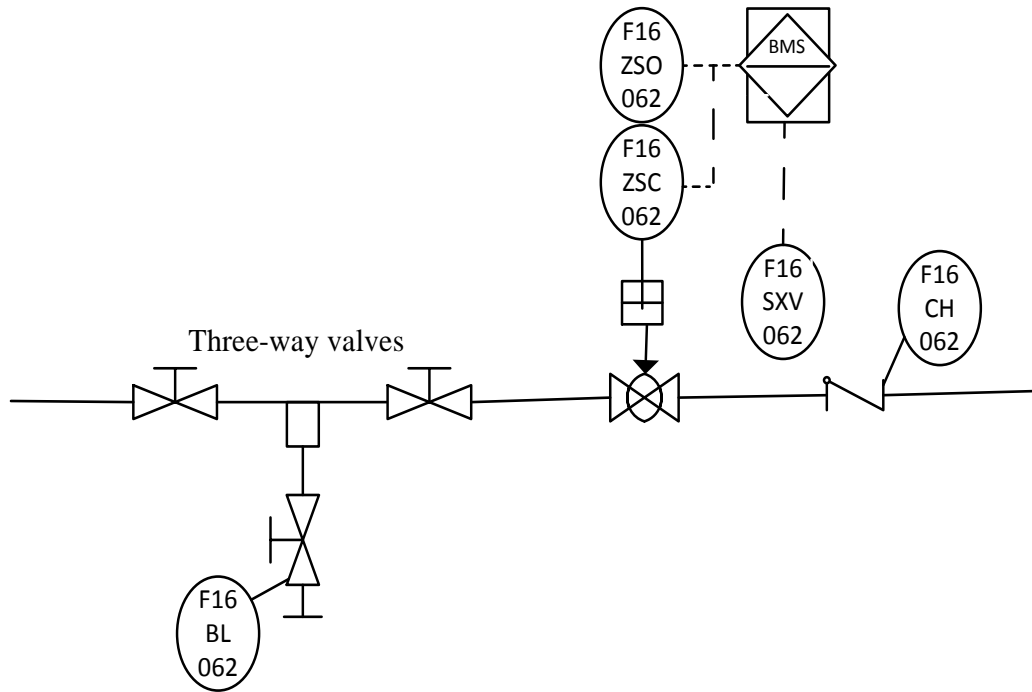 F16
ZSO
062
BMS
F16
ZSC
062
F16
SXV
062
F16
CH
062
Three-way valves
F16
BL
062